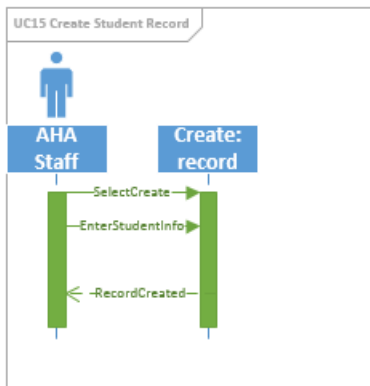 UC15 Create Student Record
AHA
Staff
Create:
record
SelectCreate
EnterStudentInfo
RecordCreated